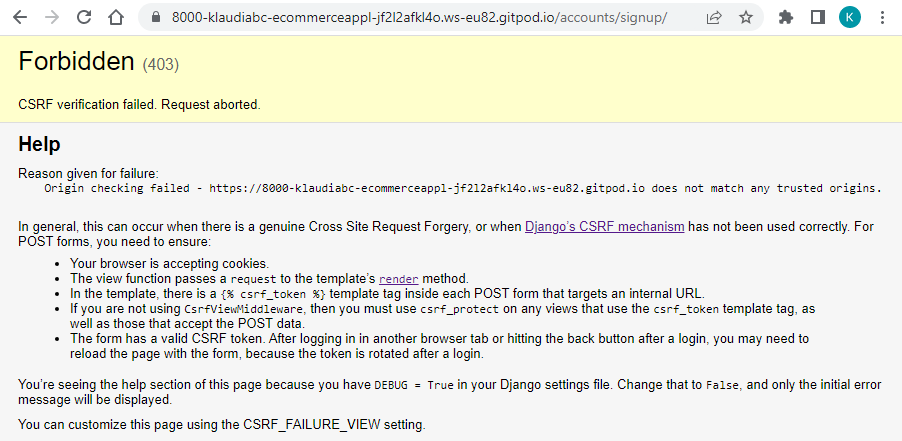 8000-klaudiabc-ecommerceappl-jf2l2afkl4o.ws-eu82.gitpod.io/accounts/signup/
K
Forbidden (403)
CSRF verification failed. Request aborted.
Help
Reason given for failure:
Origin checking failed - https://8000-klaudiabc-ecommerceappl-jf2l2afkl4o.ws-eu82.gitpod.io does not match any trusted origins.
In general, this can occur when there is a genuine Cross Site Request Forgery, or when Django’s CSRF mechanism has not been used correctly. For
POST forms, you need to ensure:
• Your browser is accepting cookies.
• The view function passes a request to the template’s render method.
• In the template, there is a {% csrf_token %} template tag inside each POST form that targets an internal URL.
• If you are not using CsrfViewMiddleware, then you must use csrf_protect on any views that use the csrf_token template tag, as
well as those that accept the POST data.
• The form has a valid CSRF token. After logging in in another browser tab or hitting the back button after a login, you may need to
reload the page with the form, because the token is rotated after a login.
You’re seeing the help section of this page because you have DEBUG = True in your Django settings file. Change that to False, and only the initial error
message will be displayed.
You can customize this page using the CSRF_FAILURE_VIEW setting.